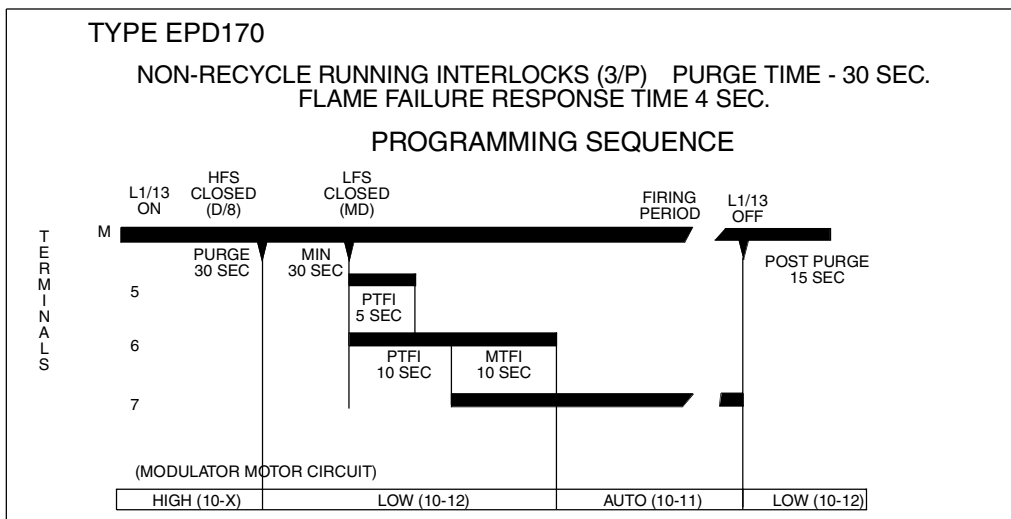 TYPE EPD170
NON-RECYCLE RUNNING INTERLOCKS (3/P) PURGE TIME - 30 SEC.
FLAME FAILURE RESPONSE TIME 4 SEC.
PROGRAMMING SEQUENCE
TERMINALS
L1/13
ON
HFS
CLOSED
(D/8)
LFS
CLOSED
(MD)
FIRING
PERIOD
L1/13
OFF
M
PURGE
30 SEC
MIN
30 SEC
POST PURGE
15 SEC
5
PTFI
5 SEC
6
PTFI
10 SEC
MTFI
10 SEC
7
(MODULATOR MOTOR CIRCUIT)
HIGH (10-X) LOW (10-12) AUTO (10-11) LOW (10-12)